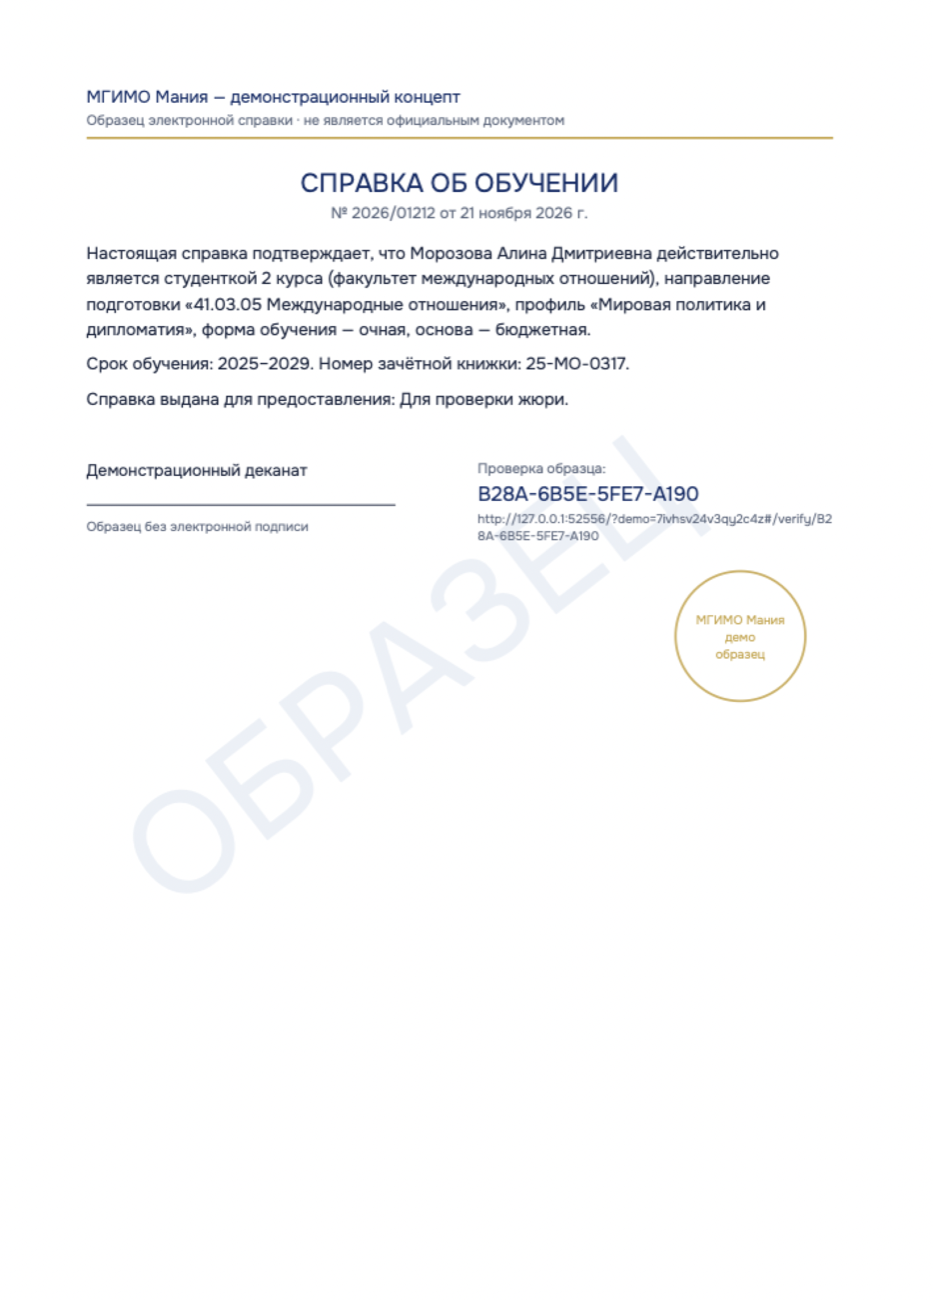 МГИМО Мания — демонстрационный концепт
Образец электронной справки · не является официальным документом
СПРАВКА ОБ ОБУЧЕНИИ
№ 2026/01212 от 21 ноября 2026 г.
Настоящая справка подтверждает, что Морозова Алина Дмитриевна действительно
является студенткой 2 курса (факультет международных отношений), направление
подготовки «41.03.05 Международные отношения», профиль «Мировая политика и
дипломатия», форма обучения — очная, основа — бюджетная.
Срок обучения: 2025–2029. Номер зачётной книжки: 25-МО-0317.
Справка выдана для предоставления: Для проверки жюри.
Демонстрационный деканат
Образец без электронной подписи
Проверка образца:
B28A-6B5E-5FE7-A190
http://127.0.0.1:52556/?demo=7ivhsv24v3qy2c4z#/verify/B2
8A-6B5E-5FE7-A190
МГИМО Мания
демо
образец
ОБРАЗЕЦ